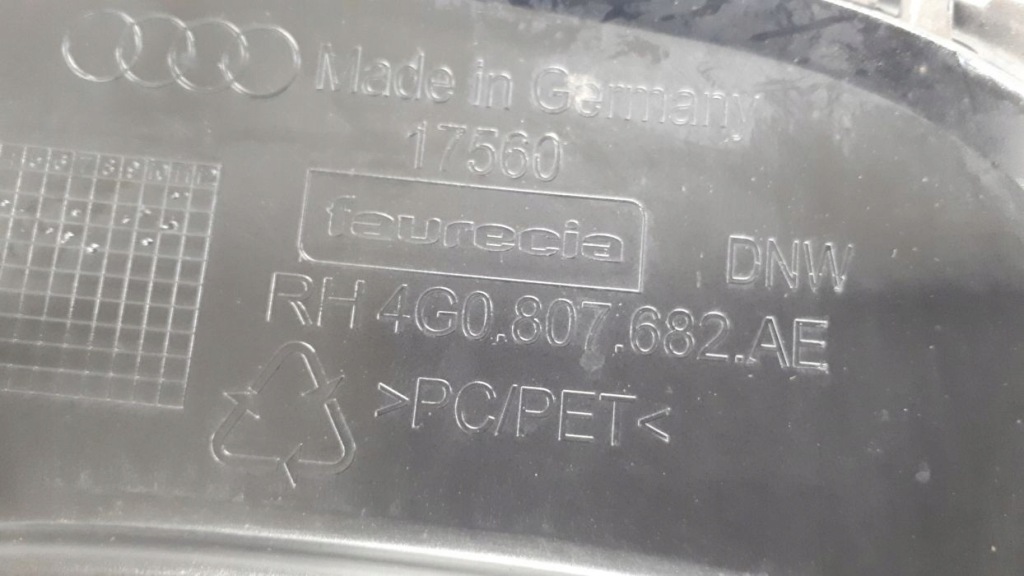 Made in Germany
17560
faurecia
DNW
RH 4G0.807.682.AE
>PC/PET<